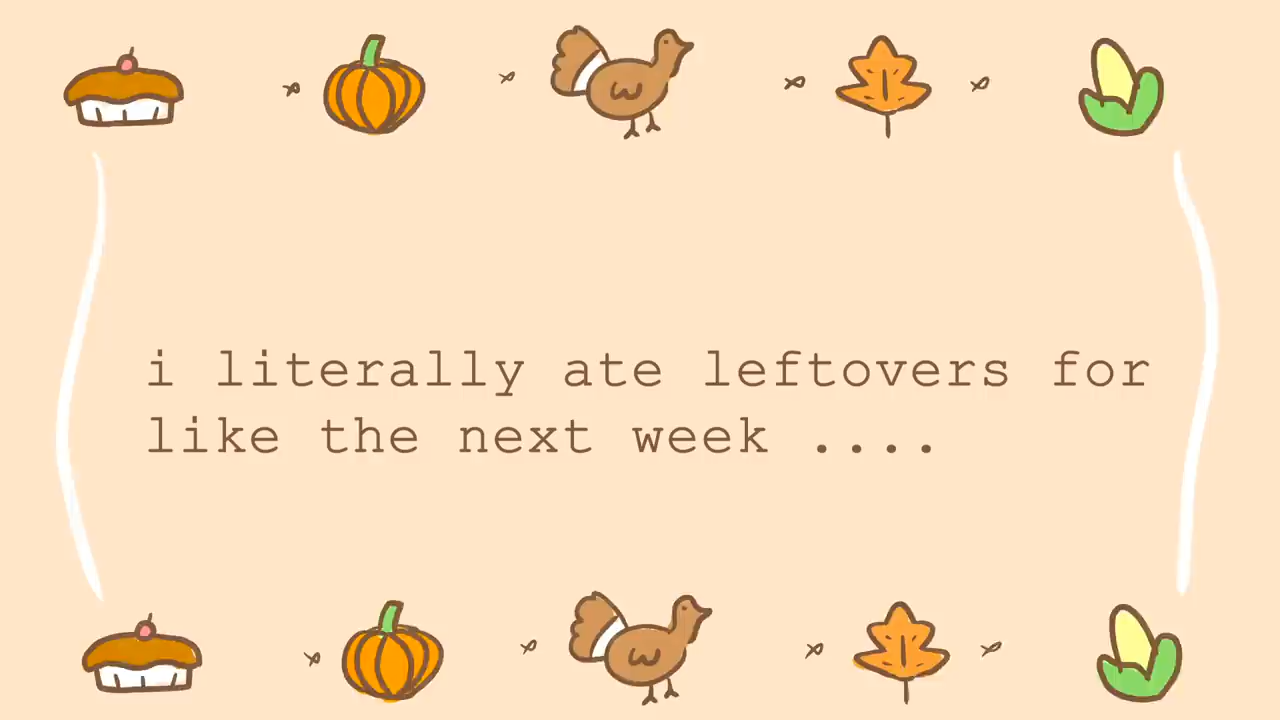 i literally ate leftovers for
like the next week ....